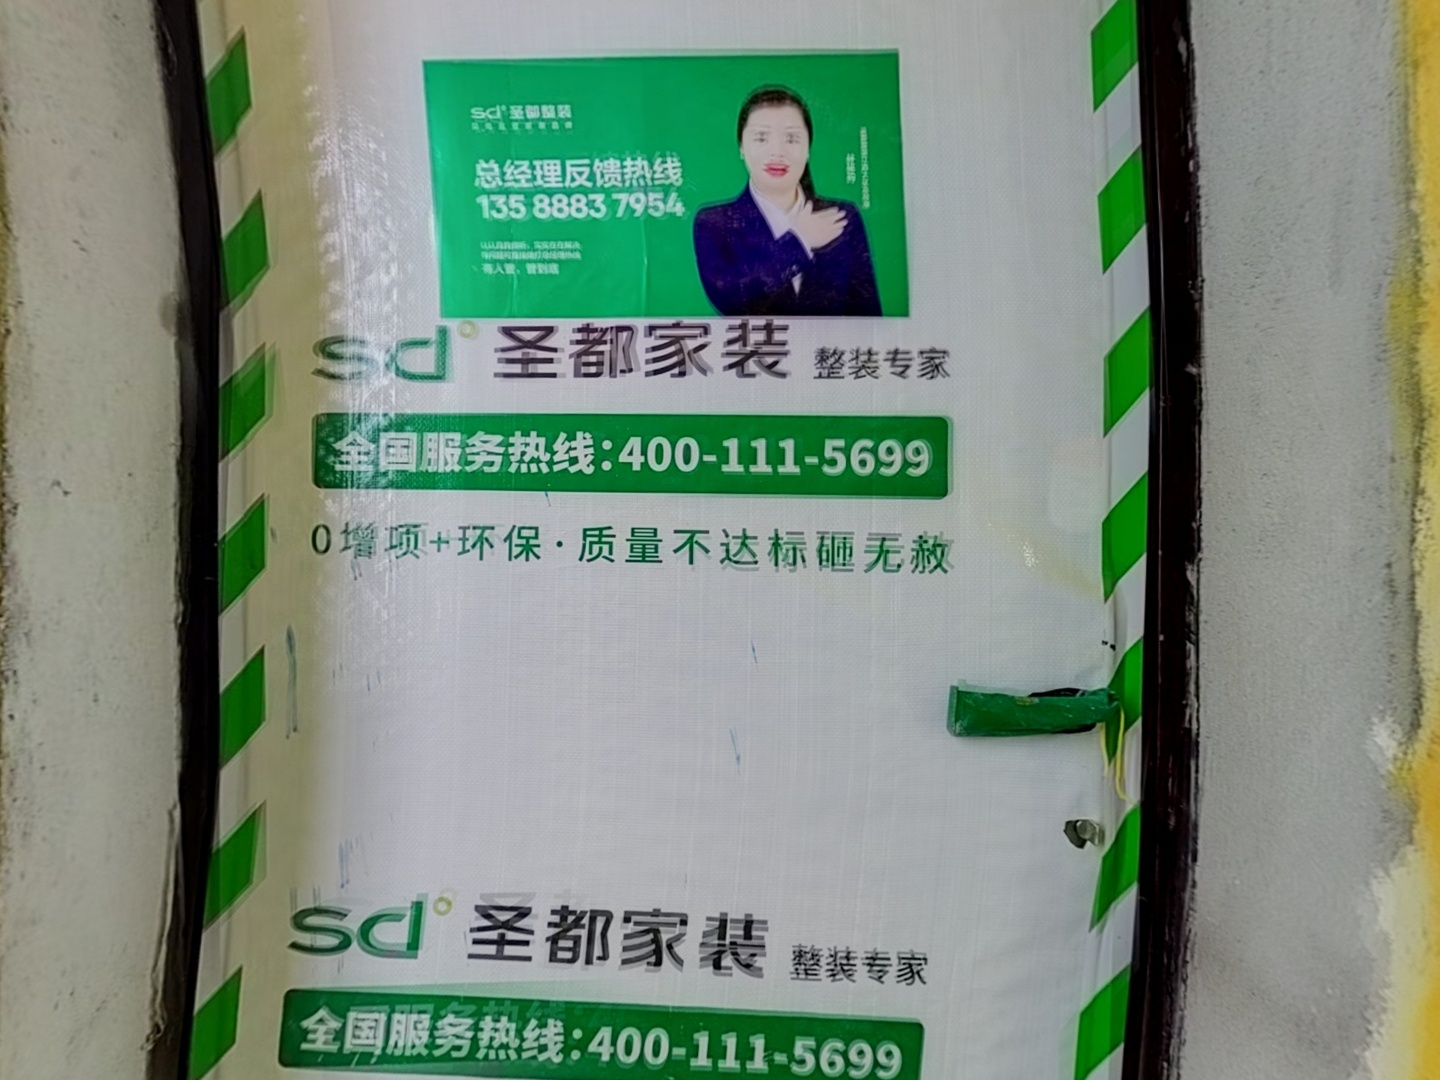 sd 圣都整装
总经理反馈热线
135 8883 7954
有人管，管到底
sd 圣都家装 整装专家
全国服务热线:400-111-5699
0增项+环保·质量不达标砸无赦
sd 圣都家装 整装专家
全国服务热线:400-111-5699